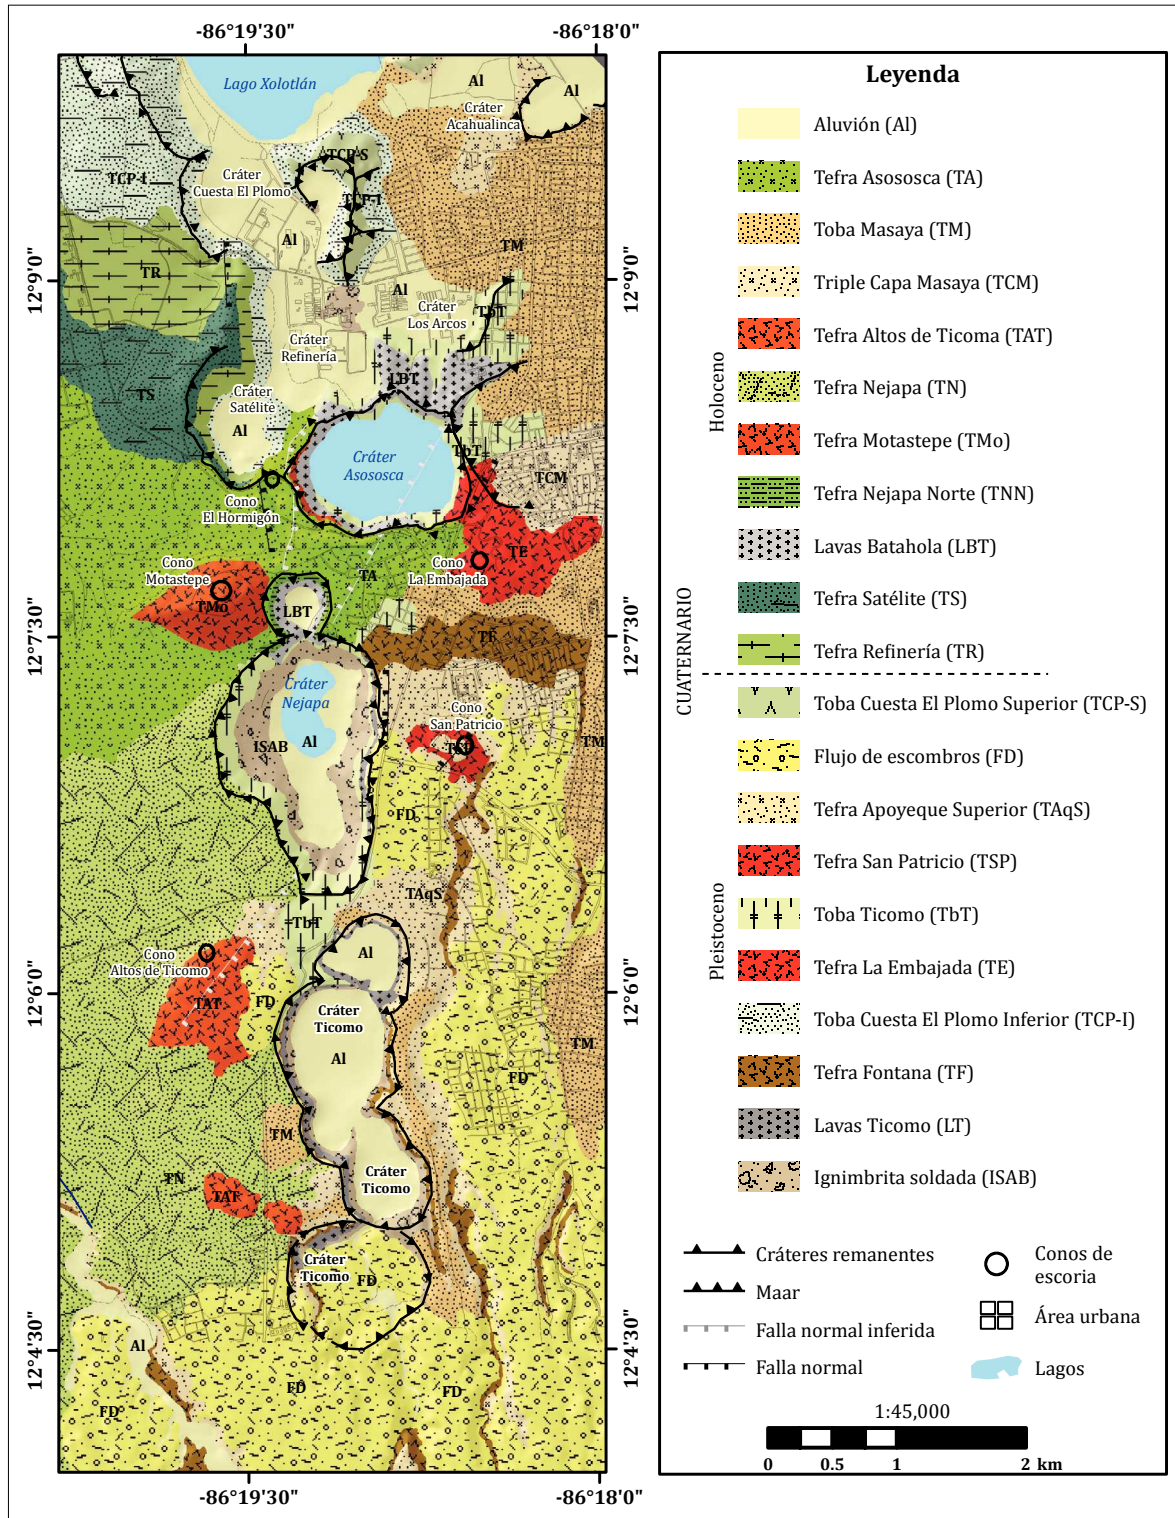 -86°19'30"
-86°18'0"
Lago Xolotlán
Al
Al
Cráter
Acahualinca
TCP-S
TCP-I
Cráter
Cuesta El Plomo
TCP-I
Al
TM
TR
Al
Cráter
Los Arcos
TbT
Cráter
Refinería
LBT
TS
Cráter
Satélite
Al
Cráter
Asososca
TbT
TCM
Cono
El Hormigón
Cono
Motastepe
TE
Cono
La Embajada
TA
TMo
LBT
TF
Cráter
Nejapa
Cono
San Patricio
ISAB
Al
TSP
TM
FD
TAqS
TbT
Cono
Altos de Ticomo
Al
TAT
FD
Cráter
Ticomo
Al
TM
FD
TM
TN
TAT
Cráter
Ticomo
Cráter
Ticomo
FD
Al
FD
FD
FD
12°9'0"
12°7'30"
12°6'0"
12°4'30"
12°9'0"
12°7'30"
12°6'0"
12°4'30"
-86°19'30"
-86°18'0"
Leyenda
CUATERNARIO
Holoceno
Pleistoceno
Aluvión (Al)
Tefra Asososca (TA)
Toba Masaya (TM)
Triple Capa Masaya (TCM)
Tefra Altos de Ticoma (TAT)
Tefra Nejapa (TN)
Tefra Motastepe (TMo)
Tefra Nejapa Norte (TNN)
Lavas Batahola (LBT)
Tefra Satélite (TS)
Tefra Refinería (TR)
Toba Cuesta El Plomo Superior (TCP-S)
Flujo de escombros (FD)
Tefra Apoyeque Superior (TAqS)
Tefra San Patricio (TSP)
Toba Ticomo (TbT)
Tefra La Embajada (TE)
Toba Cuesta El Plomo Inferior (TCP-I)
Tefra Fontana (TF)
Lavas Ticomo (LT)
Ignimbrita soldada (ISAB)
Cráteres remanentes
Maar
Falla normal inferida
Falla normal
Conos de
escoria
Área urbana
Lagos
1:45,000
0 0.5 1 2 km